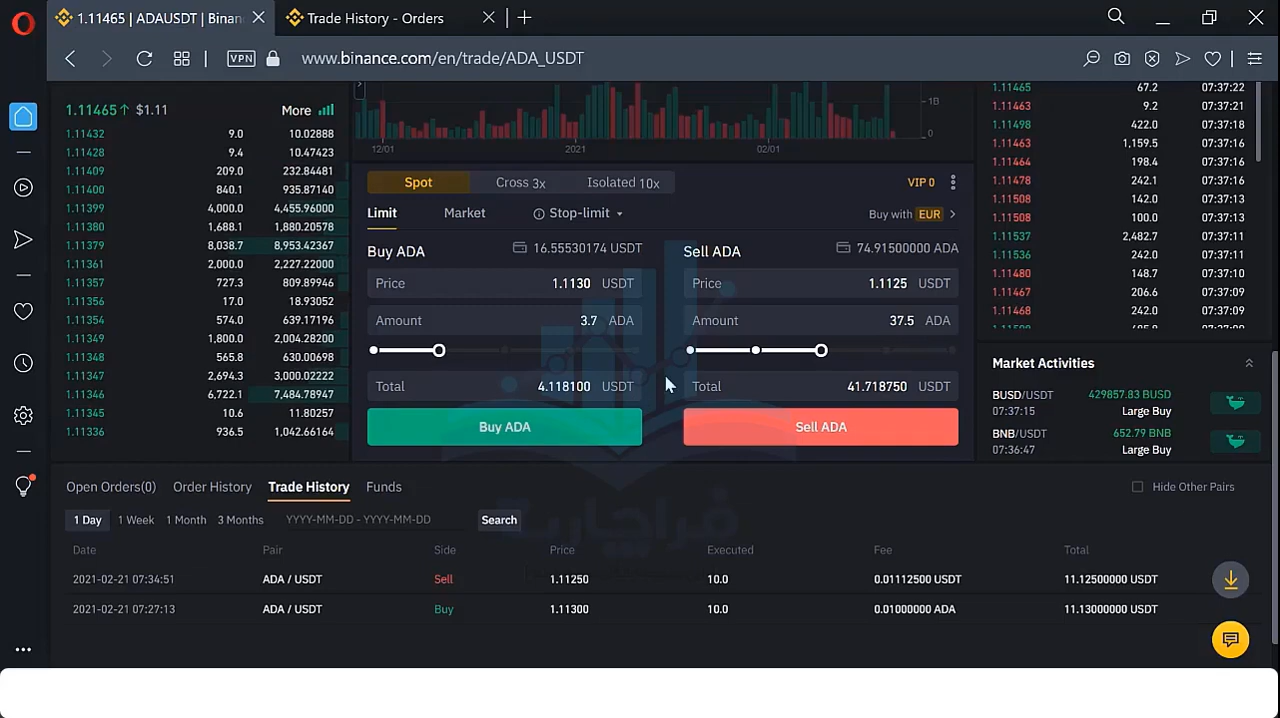 1.11465 | ADAUSDT | Binan
Trade History - Orders
VPN
www.binance.com/en/trade/ADA_USDT
1.11465↑ $1.11 More
1.11432 9.0 10.02888
1.11428 9.4 10.47423
1.11409 209.0 232.84481
1.11400 840.1 935.87140
1.11399 4,000.0 4,455.96000
1.11380 1,688.1 1,880.20578
1.11379 8,038.7 8,953.42367
1.11361 2,000.0 2,227.22000
1.11357 727.3 809.89946
1.11356 17.0 18.93052
1.11354 574.0 639.17196
1.11349 1,800.0 2,004.28200
1.11348 565.8 630.00698
1.11347 2,694.3 3,000.02222
1.11346 6,722.1 7,484.78947
1.11345 10.6 11.80257
1.11336 936.5 1,042.66164
1B
0
12/01 2021 02/01
Spot Cross 3x Isolated 10x VIP 0
Limit Market Stop-limit Buy with EUR
Buy ADA 16.55530174 USDT
Price 1.1130 USDT
Amount 3.7 ADA
Total 4.118100 USDT
Buy ADA
Sell ADA 74.91500000 ADA
Price 1.1125 USDT
Amount 37.5 ADA
Total 41.718750 USDT
Sell ADA
1.11465 67.2 07:37:22
1.11463 9.2 07:37:21
1.11498 422.0 07:37:18
1.11463 1,159.5 07:37:16
1.11464 198.4 07:37:16
1.11478 242.1 07:37:16
1.11508 142.0 07:37:13
1.11508 100.0 07:37:13
1.11537 2,482.7 07:37:11
1.11536 242.0 07:37:11
1.11480 148.7 07:37:10
1.11467 206.6 07:37:09
1.11468 242.0 07:37:09
07:37:09
Market Activities
BUSD/USDT 429857.83 BUSD
07:37:15 Large Buy
BNB/USDT 652.79 BNB
07:36:47 Large Buy
Open Orders(0) Order History Trade History Funds Hide Other Pairs
1 Day 1 Week 1 Month 3 Months YYYY-MM-DD - YYYY-MM-DD Search
فراچارت
Date Pair Side Price Executed Fee Total
2021-02-21 07:34:51 ADA / USDT Sell 1.11250 10.0 0.01112500 USDT 11.12500000 USDT
2021-02-21 07:27:13 ADA / USDT Buy 1.11300 10.0 0.01000000 ADA 11.13000000 USDT